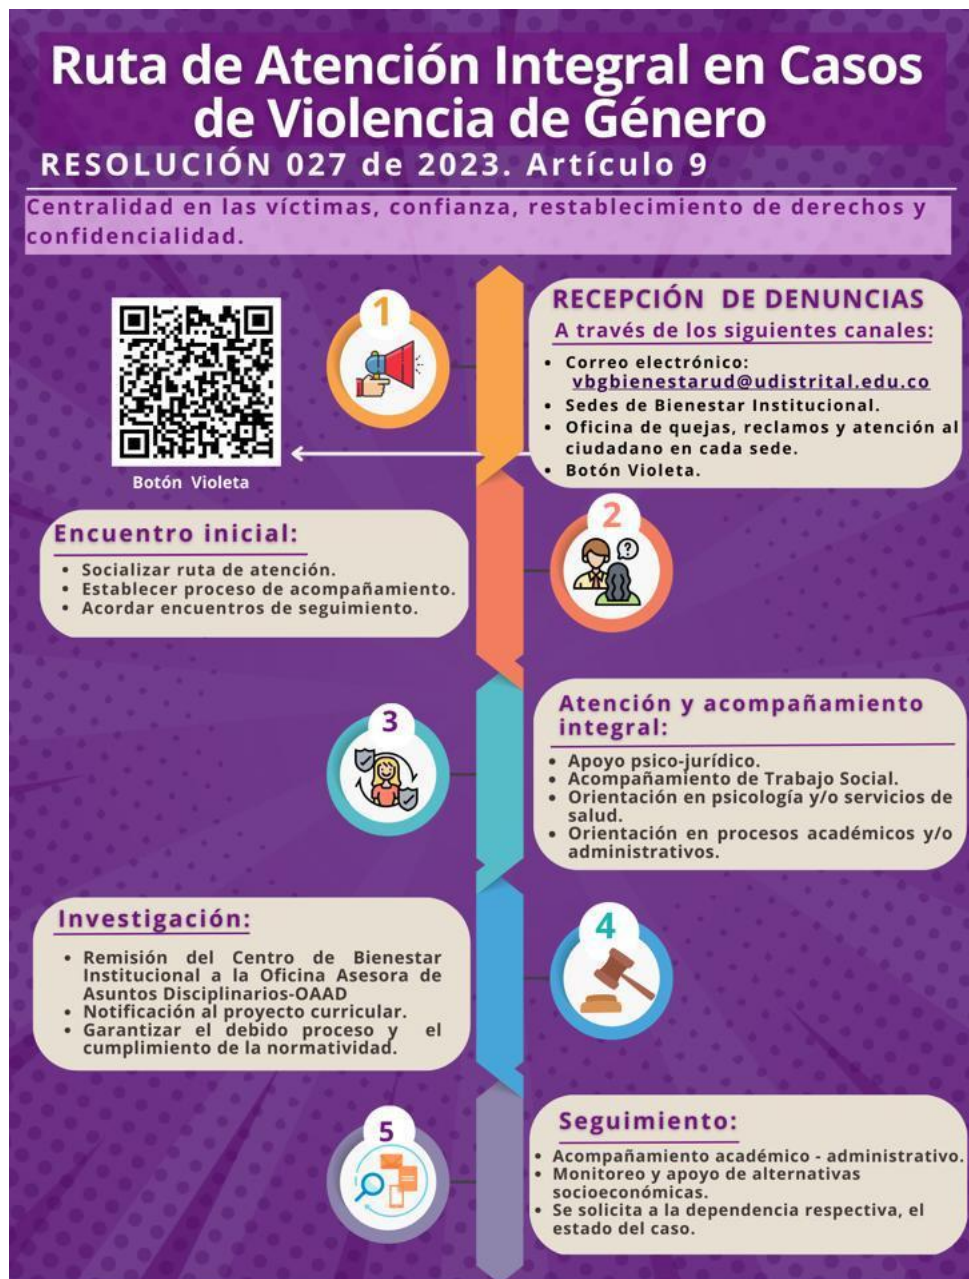 Ruta de Atención Integral en Casos
de Violencia de Género
RESOLUCIÓN 027 de 2023. Artículo 9
Centralidad en las víctimas, confianza, restablecimiento de derechos y
confidencialidad.
1
RECEPCIÓN DE DENUNCIAS
A través de los siguientes canales:
• Correo electrónico:
vbgbienestarud@udistrital.edu.co
• Sedes de Bienestar Institucional.
• Oficina de quejas, reclamos y atención al
ciudadano en cada sede.
• Botón Violeta.
Botón Violeta
2
Encuentro inicial:
• Socializar ruta de atención.
• Establecer proceso de acompañamiento.
• Acordar encuentros de seguimiento.
3
Atención y acompañamiento
integral:
• Apoyo psico-jurídico.
• Acompañamiento de Trabajo Social.
• Orientación en psicología y/o servicios de
salud.
• Orientación en procesos académicos y/o
administrativos.
4
Investigación:
• Remisión del Centro de Bienestar
Institucional a la Oficina Asesora de
Asuntos Disciplinarios-OAAD
• Notificación al proyecto curricular.
• Garantizar el debido proceso y el
cumplimiento de la normatividad.
5
Seguimiento:
• Acompañamiento académico - administrativo.
• Monitoreo y apoyo de alternativas
socioeconómicas.
• Se solicita a la dependencia respectiva, el
estado del caso.